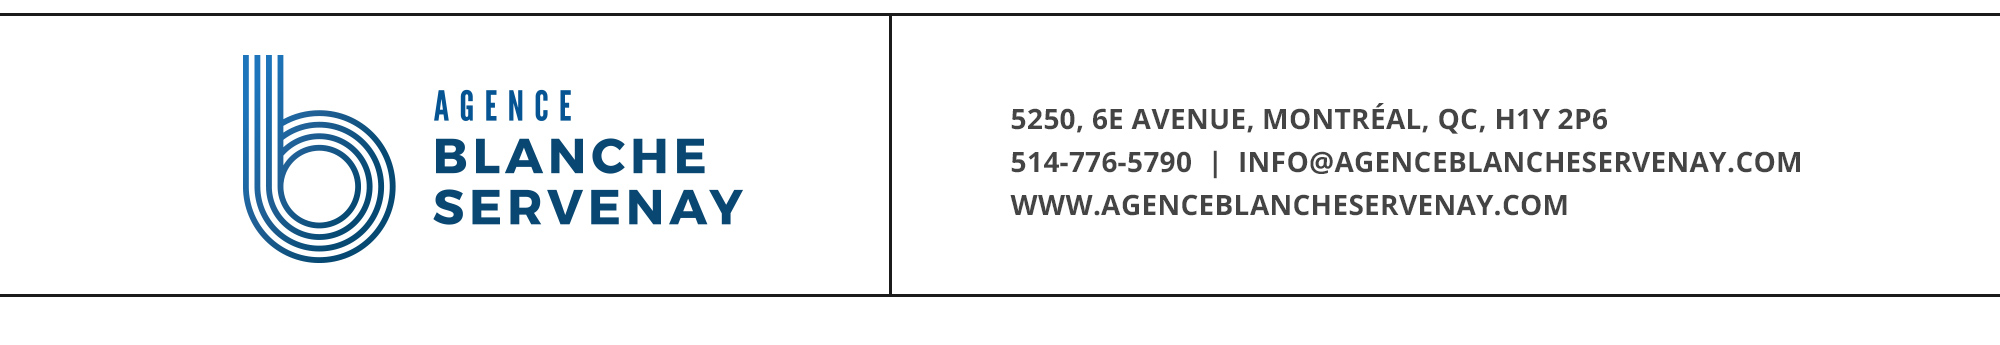 AGENCE
BLANCHE
SERVENAY
5250, 6E AVENUE, MONTRÉAL, QC, H1Y 2P6
514-776-5790 | INFO@AGENCEBLANCHESERVENAY.COM
WWW.AGENCEBLANCHESERVENAY.COM